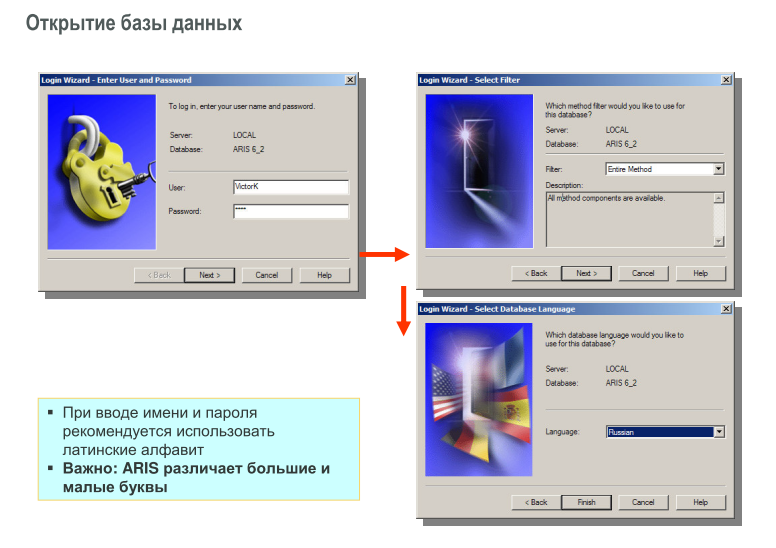 Открытие базы данных
Login Wizard - Enter User and Password
To log in, enter your user name and password.
Server: LOCAL
Database: ARIS 6_2
User: VictorK
Password: ****
< Back Next > Cancel Help
Login Wizard - Select Filter
Which method filter would you like to use for
this database?
Server: LOCAL
Database: ARIS 6_2
Filter: Entire Method
Description:
All method components are available.
< Back Next > Cancel Help
Login Wizard - Select Database Language
Which database language would you like to
use for this database?
Server: LOCAL
Database: ARIS 6_2
Language: Russian
< Back Finish Cancel Help
▪ При вводе имени и пароля
рекомендуется использовать
латинские алфавит
▪ Важно: ARIS различает большие и
малые буквы